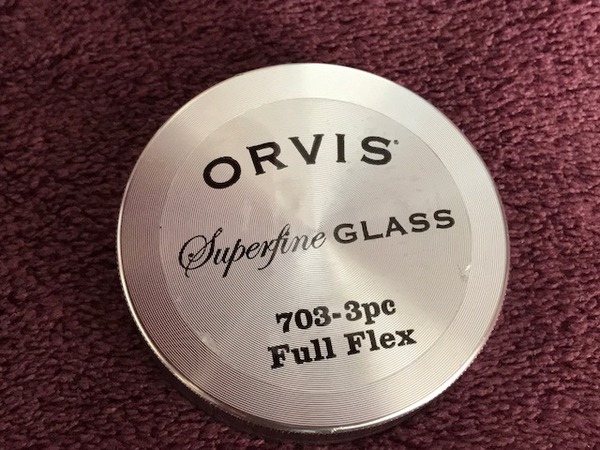 ORVIS®
Superfine GLASS
703-3pc
Full Flex